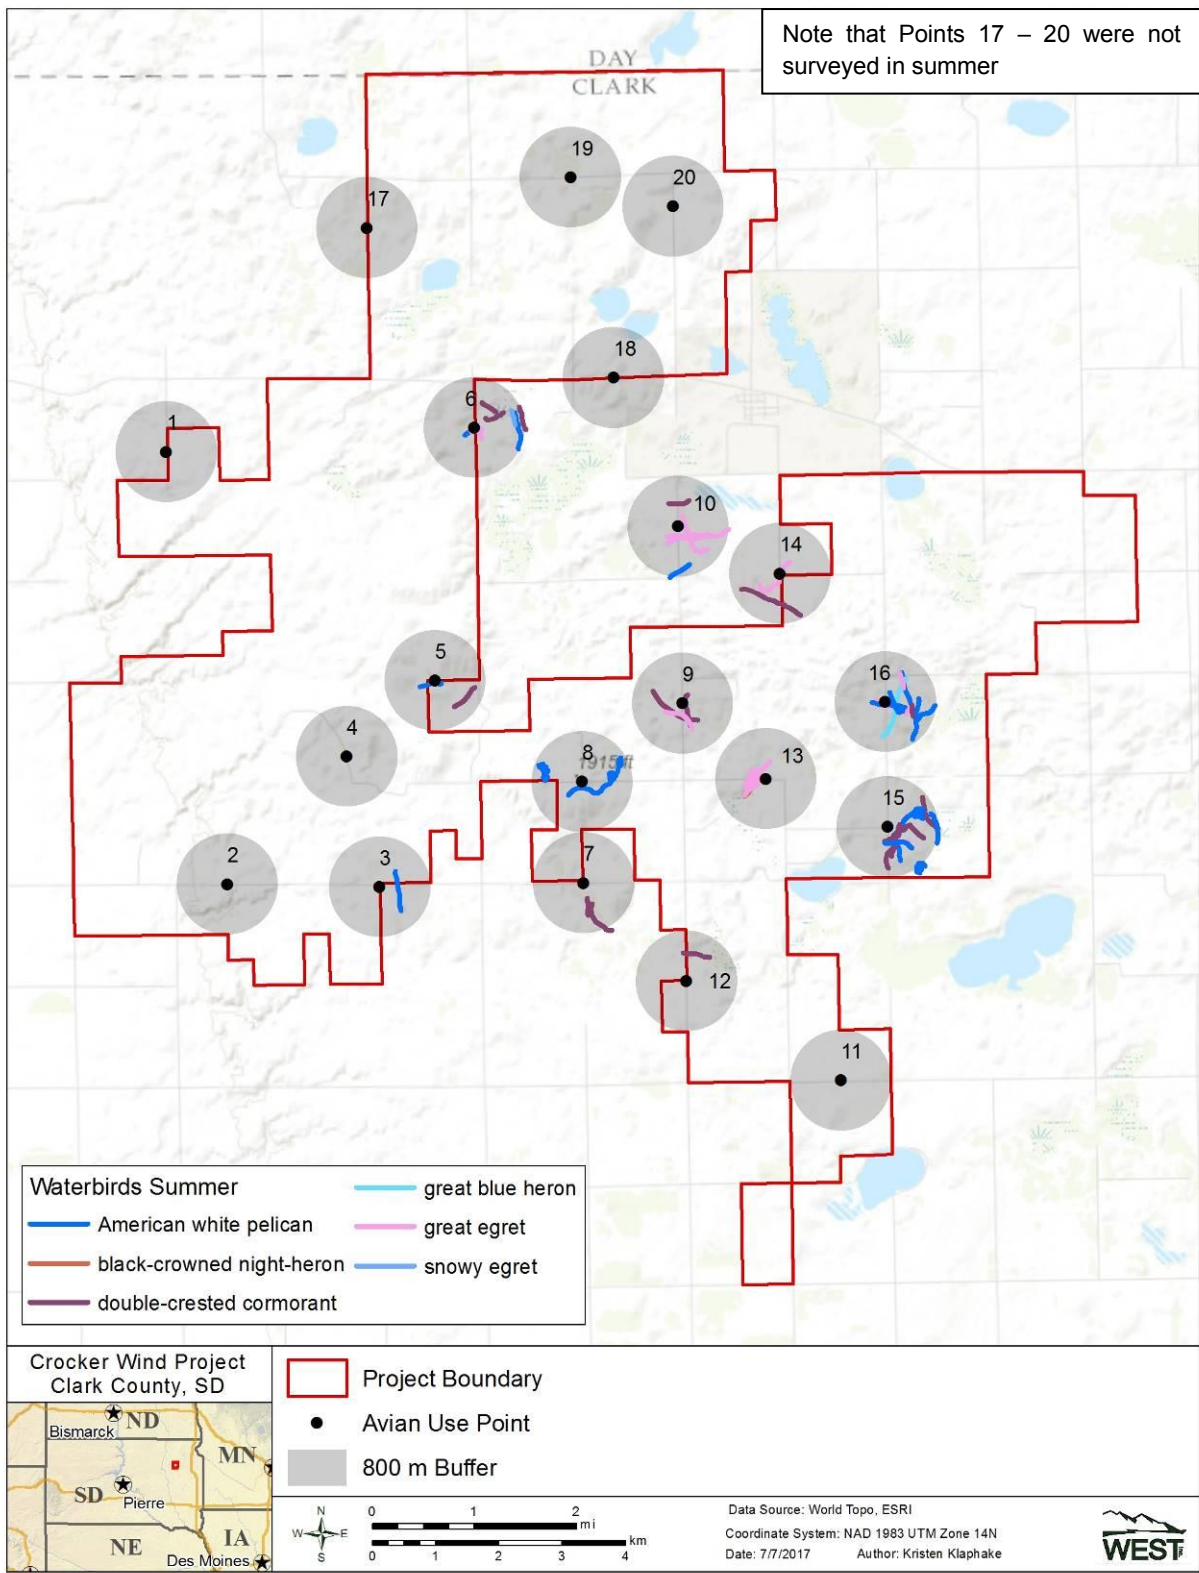 Note that Points 17 – 20 were not
surveyed in summer
DAY
CLARK
19
20
17
18
6
1
10
14
5
9
16
4
8
1915 ft
13
15
2
3
7
12
11
Waterbirds Summer
American white pelican
black-crowned night-heron
double-crested cormorant
great blue heron
great egret
snowy egret
Crocker Wind Project
Clark County, SD
Bismarck
ND
MN
SD
Pierre
NE
IA
Des Moines
Project Boundary
Avian Use Point
800 m Buffer
N
W E
S
0 1 2
mi
km
0 1 2 3 4
Data Source: World Topo, ESRI
Coordinate System: NAD 1983 UTM Zone 14N
Date: 7/7/2017 Author: Kristen Klaphake
WEST